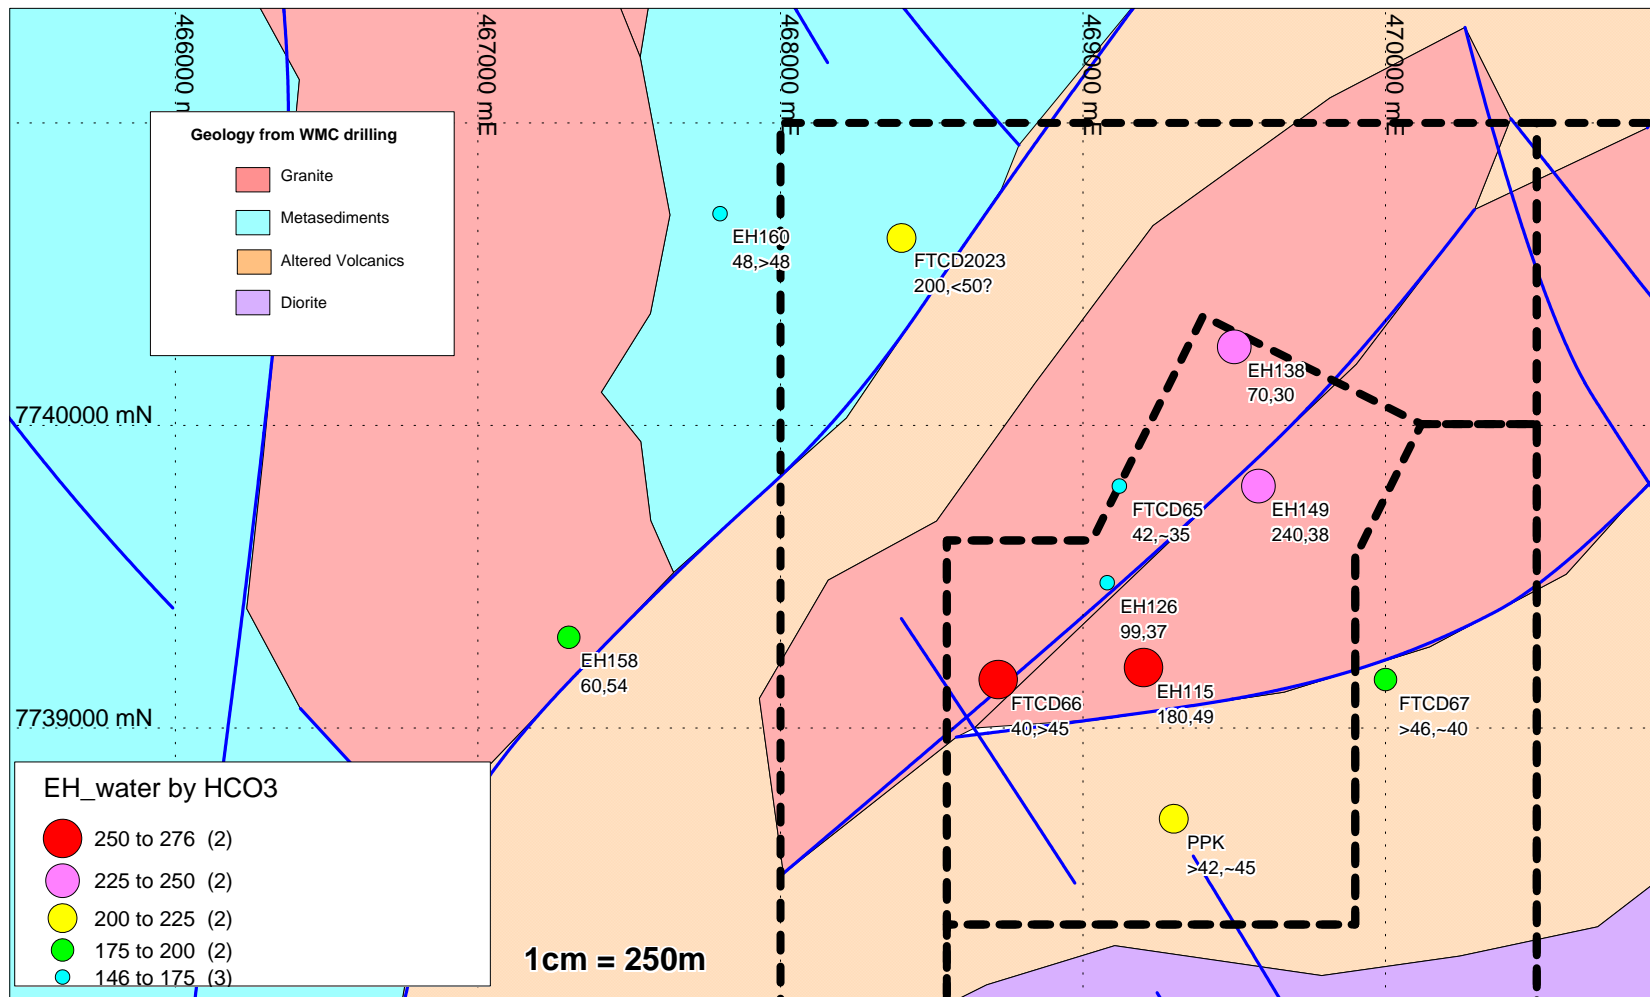 466000 m
467000 mE
468000 mE
469000 mE
470000 mE
Geology from WMC drilling
Granite
Metasediments
Altered Volcanics
Diorite
EH160
48,>48
FTCD2023
200,<50?
EH138
70,30
7740000 mN
FTCD65
42,~35
EH149
240,38
EH126
99,37
EH158
60,54
EH115
180,49
FTCD66
40,>45
FTCD67
>46,~40
7739000 mN
EH_water by HCO3
250 to 276 (2)
225 to 250 (2)
200 to 225 (2)
175 to 200 (2)
146 to 175 (3)
PPK
>42,~45
1cm = 250m